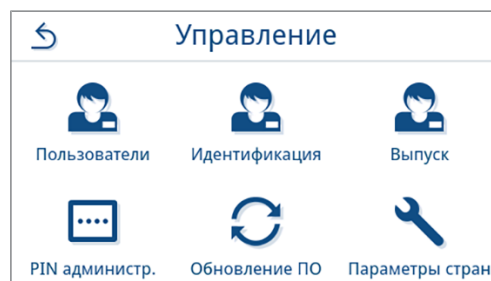 Управление
Пользователи Идентификация Выпуск
PIN администр. Обновление ПО Параметры стран